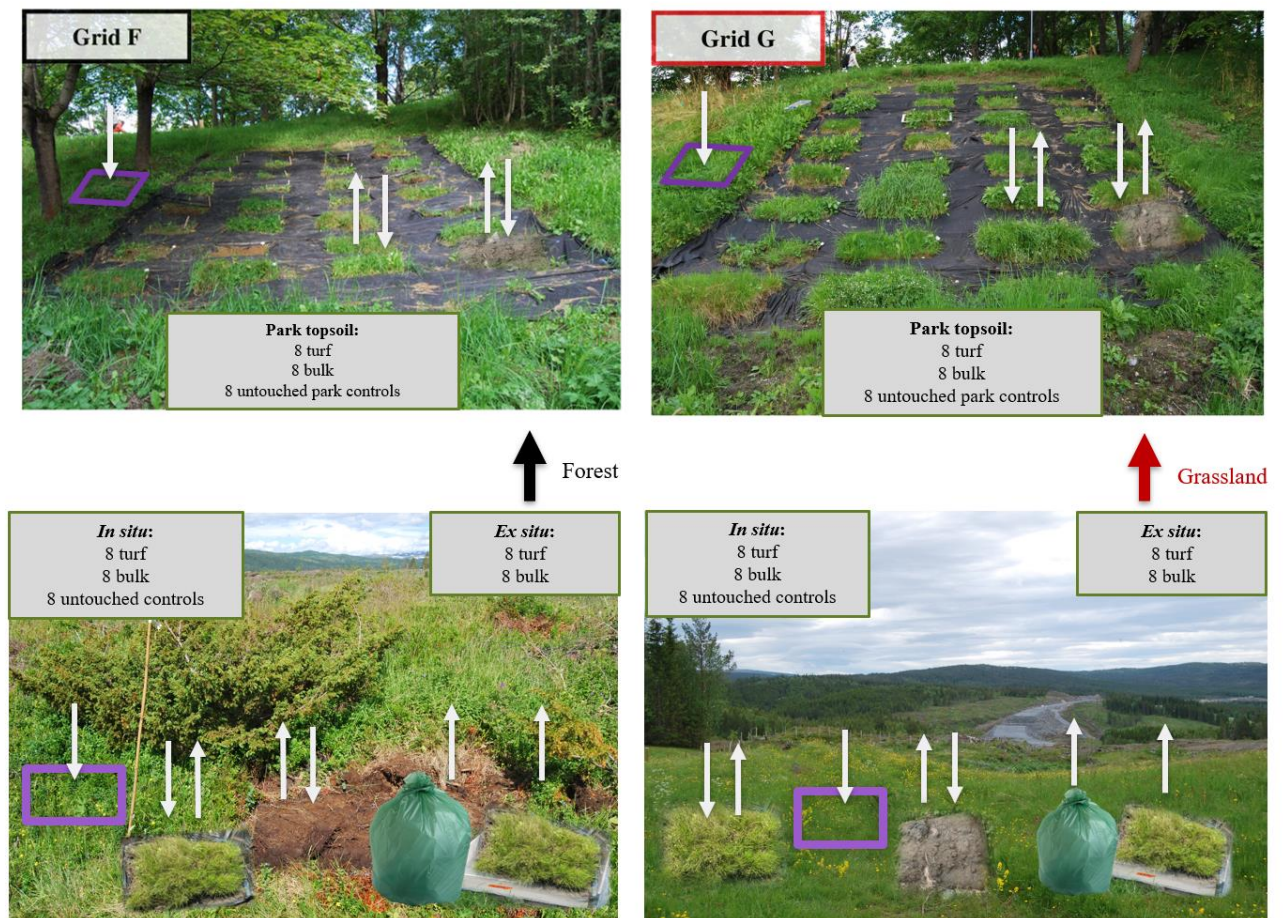 Grid F
Grid G
Park topsoil:
8 turf
8 bulk
8 untouched park controls
Park topsoil:
8 turf
8 bulk
8 untouched park controls
Forest
Grassland
In situ:
8 turf
8 bulk
8 untouched controls
Ex situ:
8 turf
8 bulk
In situ:
8 turf
8 bulk
8 untouched controls
Ex situ:
8 turf
8 bulk